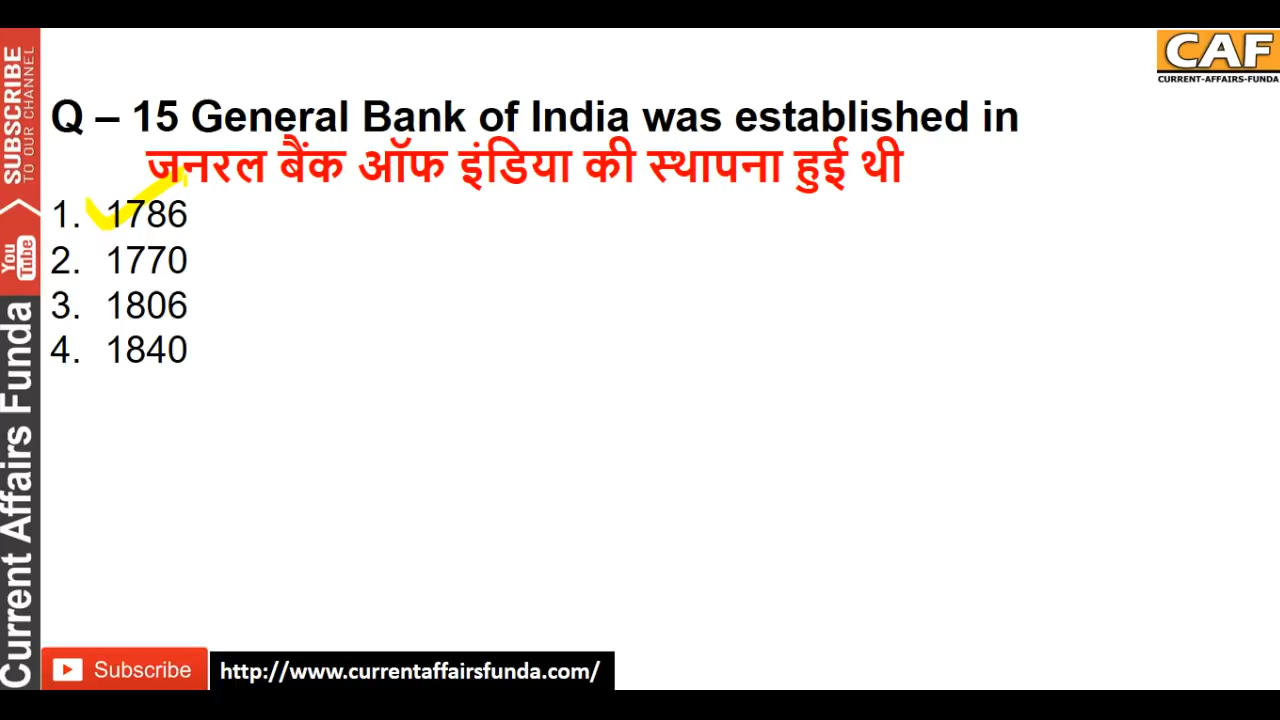 CAF
CURRENT-AFFAIRS-FUNDA
Q – 15 General Bank of India was established in
जनरल बैंक ऑफ इंडिया की स्थापना हुई थी
1. 1786
2. 1770
3. 1806
4. 1840
SUBSCRIBE
TO OUR CHANNEL
You
Tube
Current Affairs Funda
Subscribe
http://www.currentaffairsfunda.com/